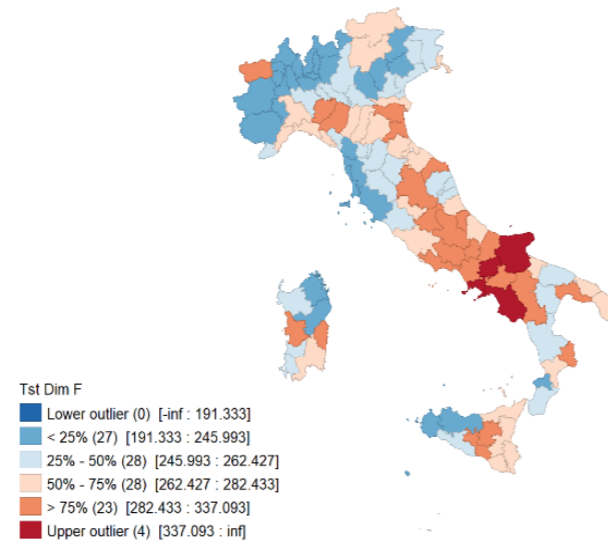 Tst Dim F
Lower outlier (0) [-inf : 191.333]
< 25% (27) [191.333 : 245.993]
25% - 50% (28) [245.993 : 262.427]
50% - 75% (28) [262.427 : 282.433]
> 75% (23) [282.433 : 337.093]
Upper outlier (4) [337.093 : inf]